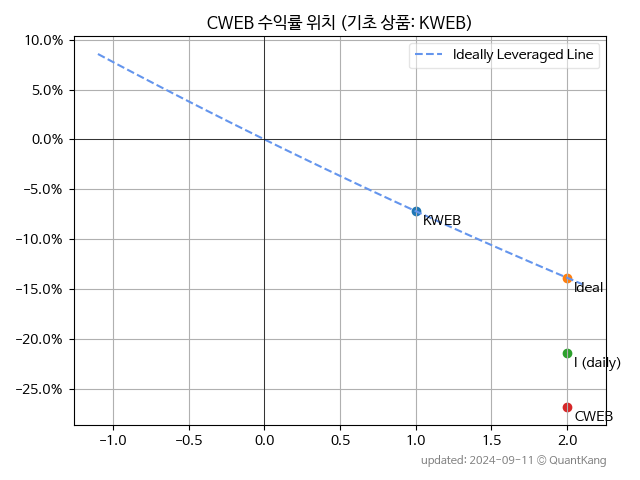 CWEB 수익률 위치 (기초 상품: KWEB)
10.0%
5.0%
0.0%
−5.0%
−10.0%
−15.0%
−20.0%
−25.0%
Ideally Leveraged Line
KWEB
Ideal
I (daily)
CWEB
−1.0
−0.5
0.0
0.5
1.0
1.5
2.0
updated: 2024-09-11 © QuantKang